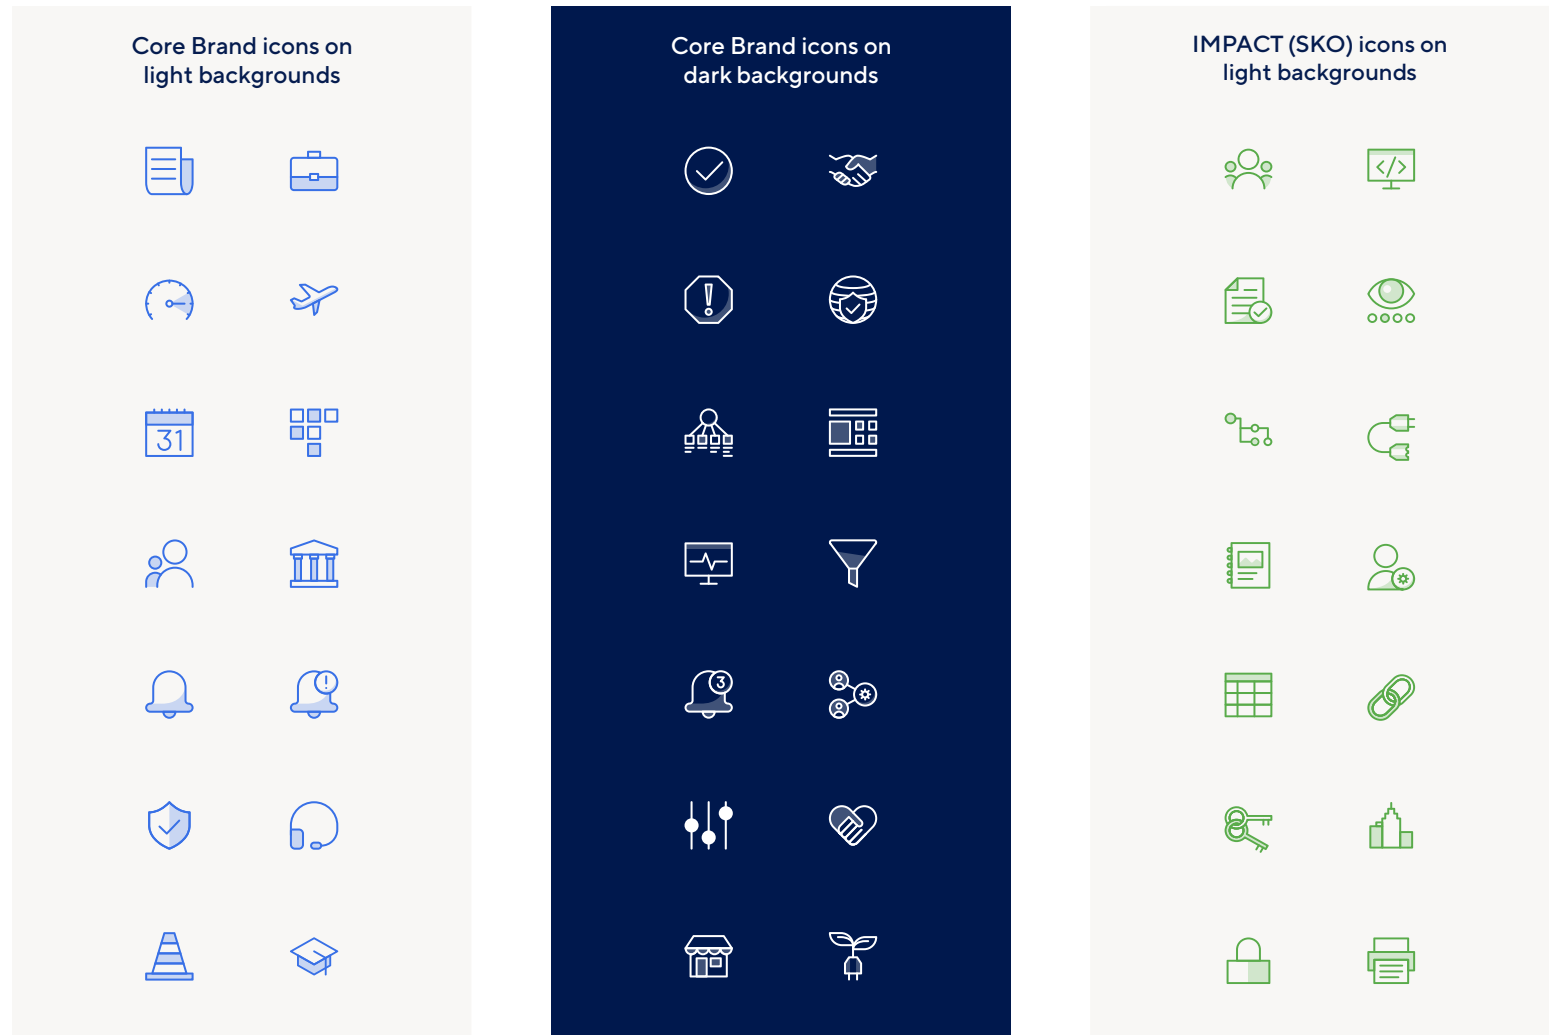 Core Brand icons on
light backgrounds
31
Core Brand icons on
dark backgrounds
3
IMPACT (SKO) icons on
light backgrounds